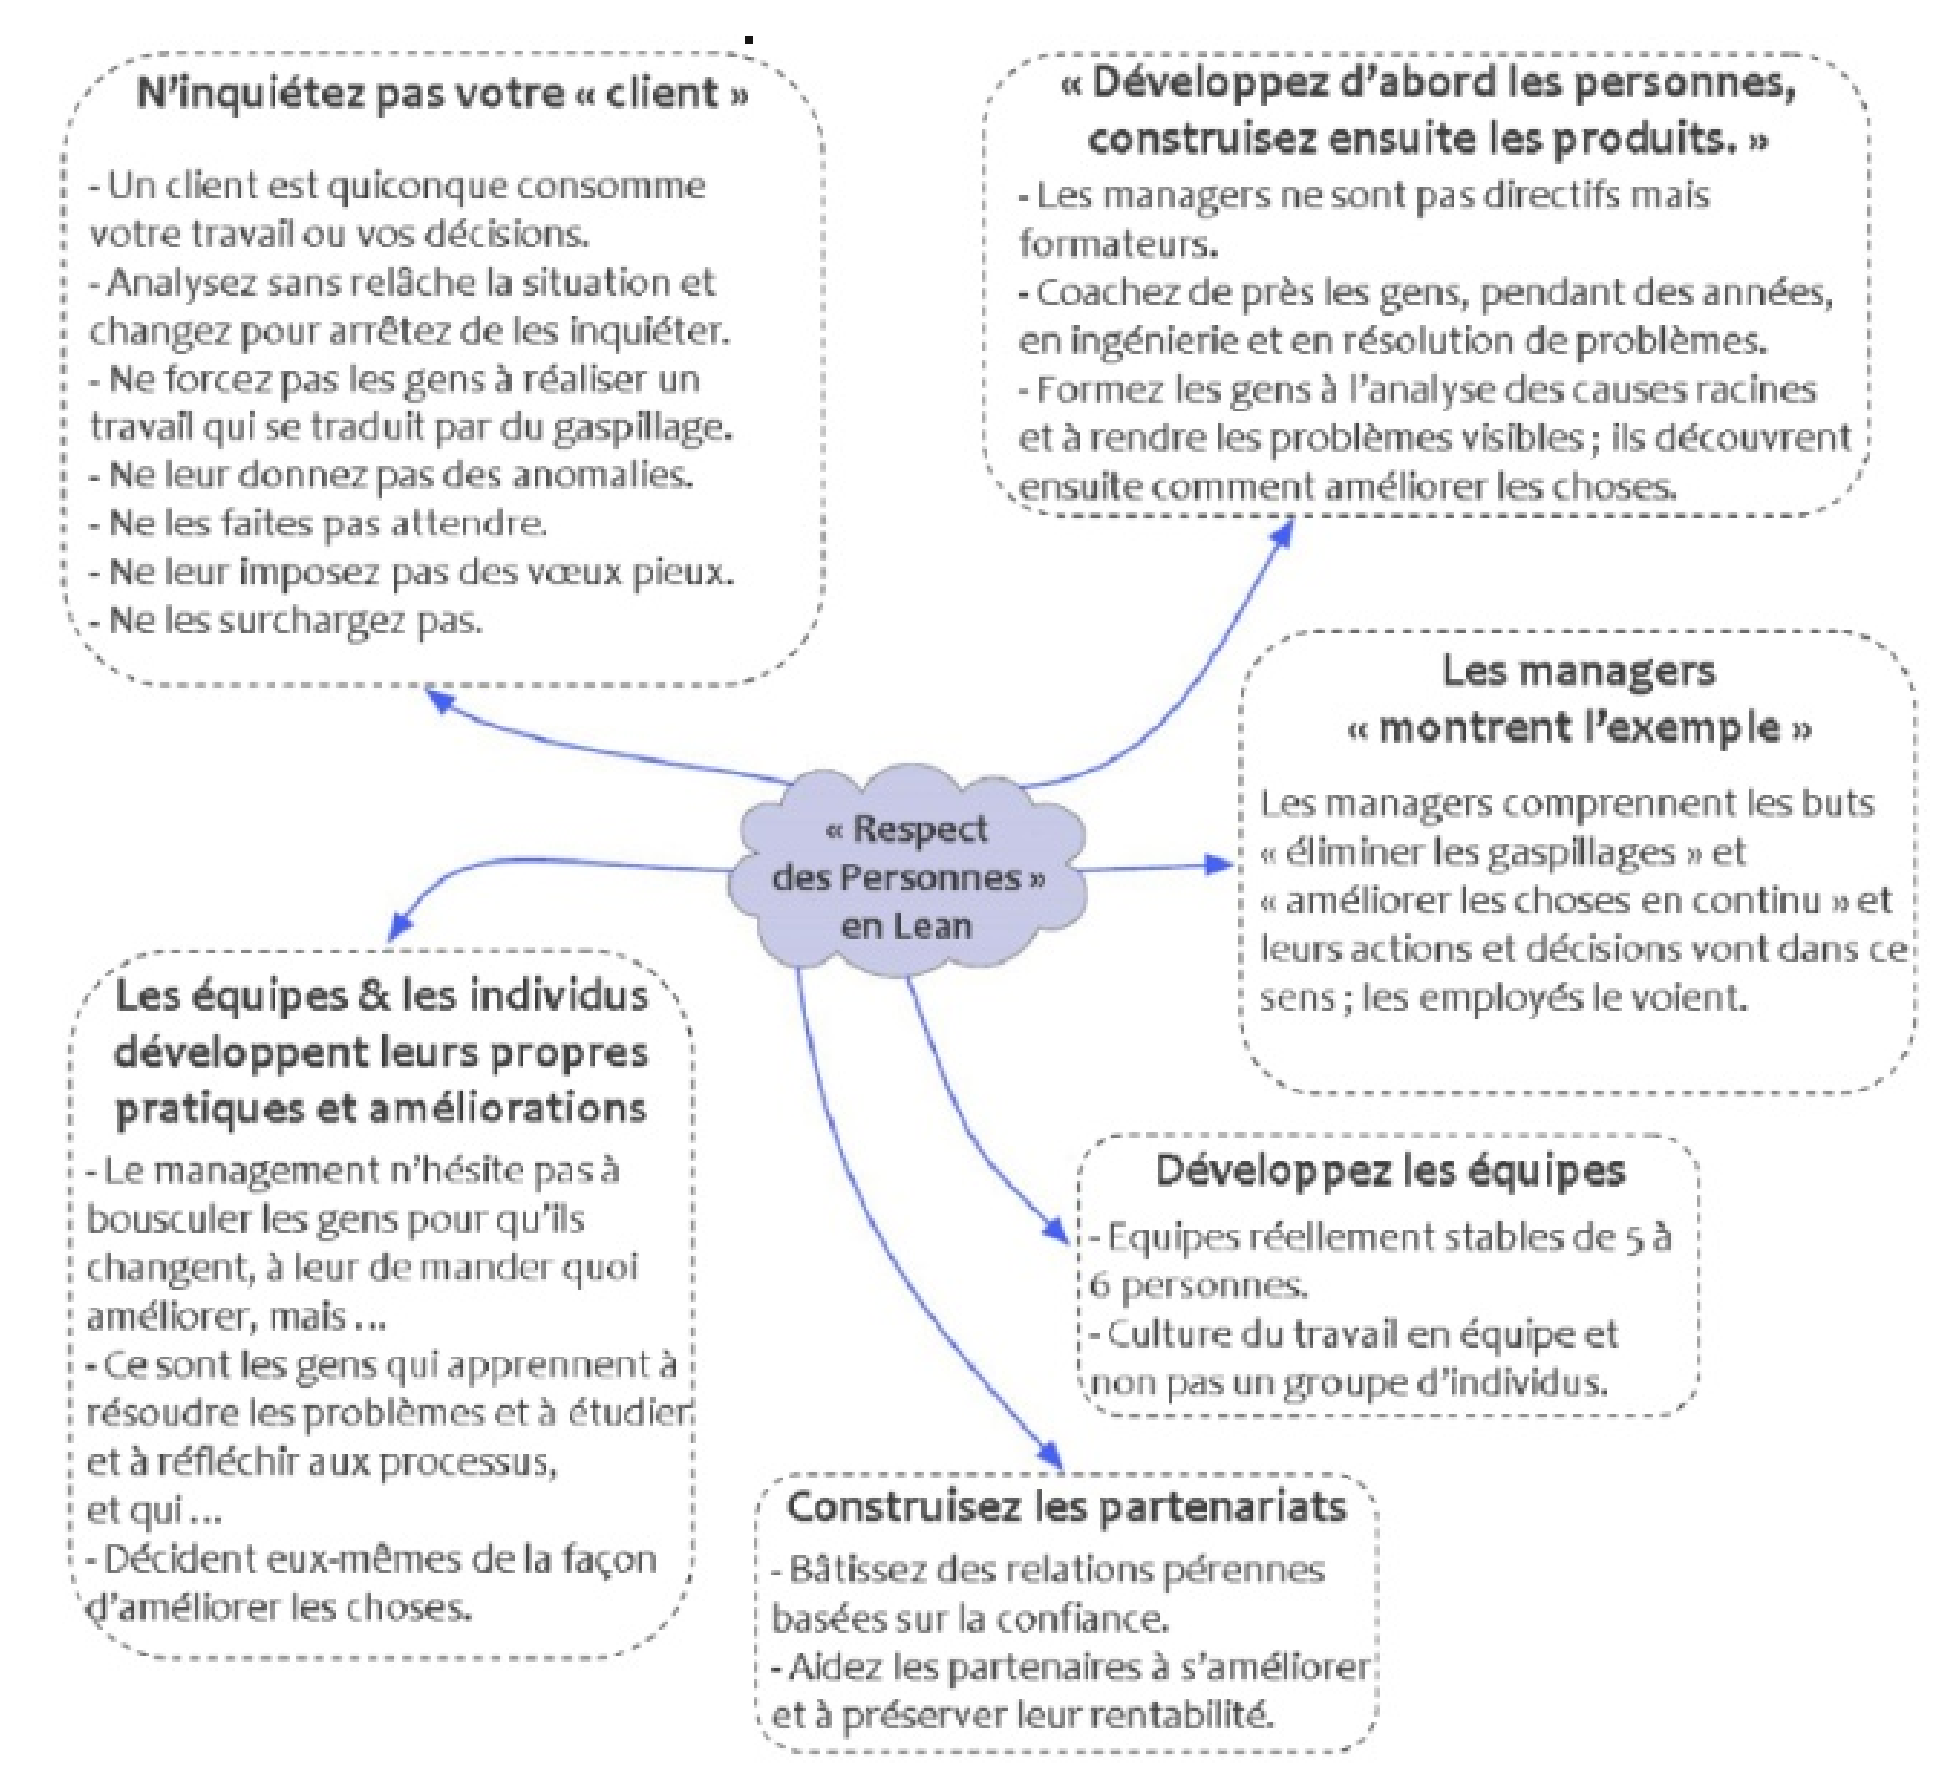 N'inquiétez pas votre « client »
- Un client est quiconque consomme
votre travail ou vos décisions.
- Analysez sans relâche la situation et
changez pour arrêtez de les inquiéter.
- Ne forcez pas les gens à réaliser un
travail qui se traduit par du gaspillage.
- Ne leur donnez pas des anomalies.
- Ne les faites pas attendre.
- Ne leur imposez pas des vœux pieux.
- Ne les surchargez pas.
« Développez d'abord les personnes,
construisez ensuite les produits. »
- Les managers ne sont pas directifs mais
formateurs.
- Coachez de près les gens, pendant des années,
en ingénierie et en résolution de problèmes.
- Formez les gens à l'analyse des causes racines
et à rendre les problèmes visibles ; ils découvrent
ensuite comment améliorer les choses.
Les managers
« montrent l'exemple »
Les managers comprennent les buts
« éliminer les gaspillages » et
« améliorer les choses en continu » et
leurs actions et décisions vont dans ce
sens ; les employés le voient.
« Respect
des Personnes »
en Lean
Les équipes & les individus
développent leurs propres
pratiques et améliorations
- Le management n'hésite pas à
bousculer les gens pour qu'ils
changent, à leur de mander quoi
améliorer, mais ...
- Ce sont les gens qui apprennent à
résoudre les problèmes et à étudier
et à réfléchir aux processus,
et qui ...
- Décident eux-mêmes de la façon
d'améliorer les choses.
Développez les équipes
- Equipes réellement stables de 5 à
6 personnes.
- Culture du travail en équipe et
non pas un groupe d'individus.
Construisez les partenariats
- Bâtissez des relations pérennes
basées sur la confiance.
- Aidez les partenaires à s'améliorer
et à préserver leur rentabilité.